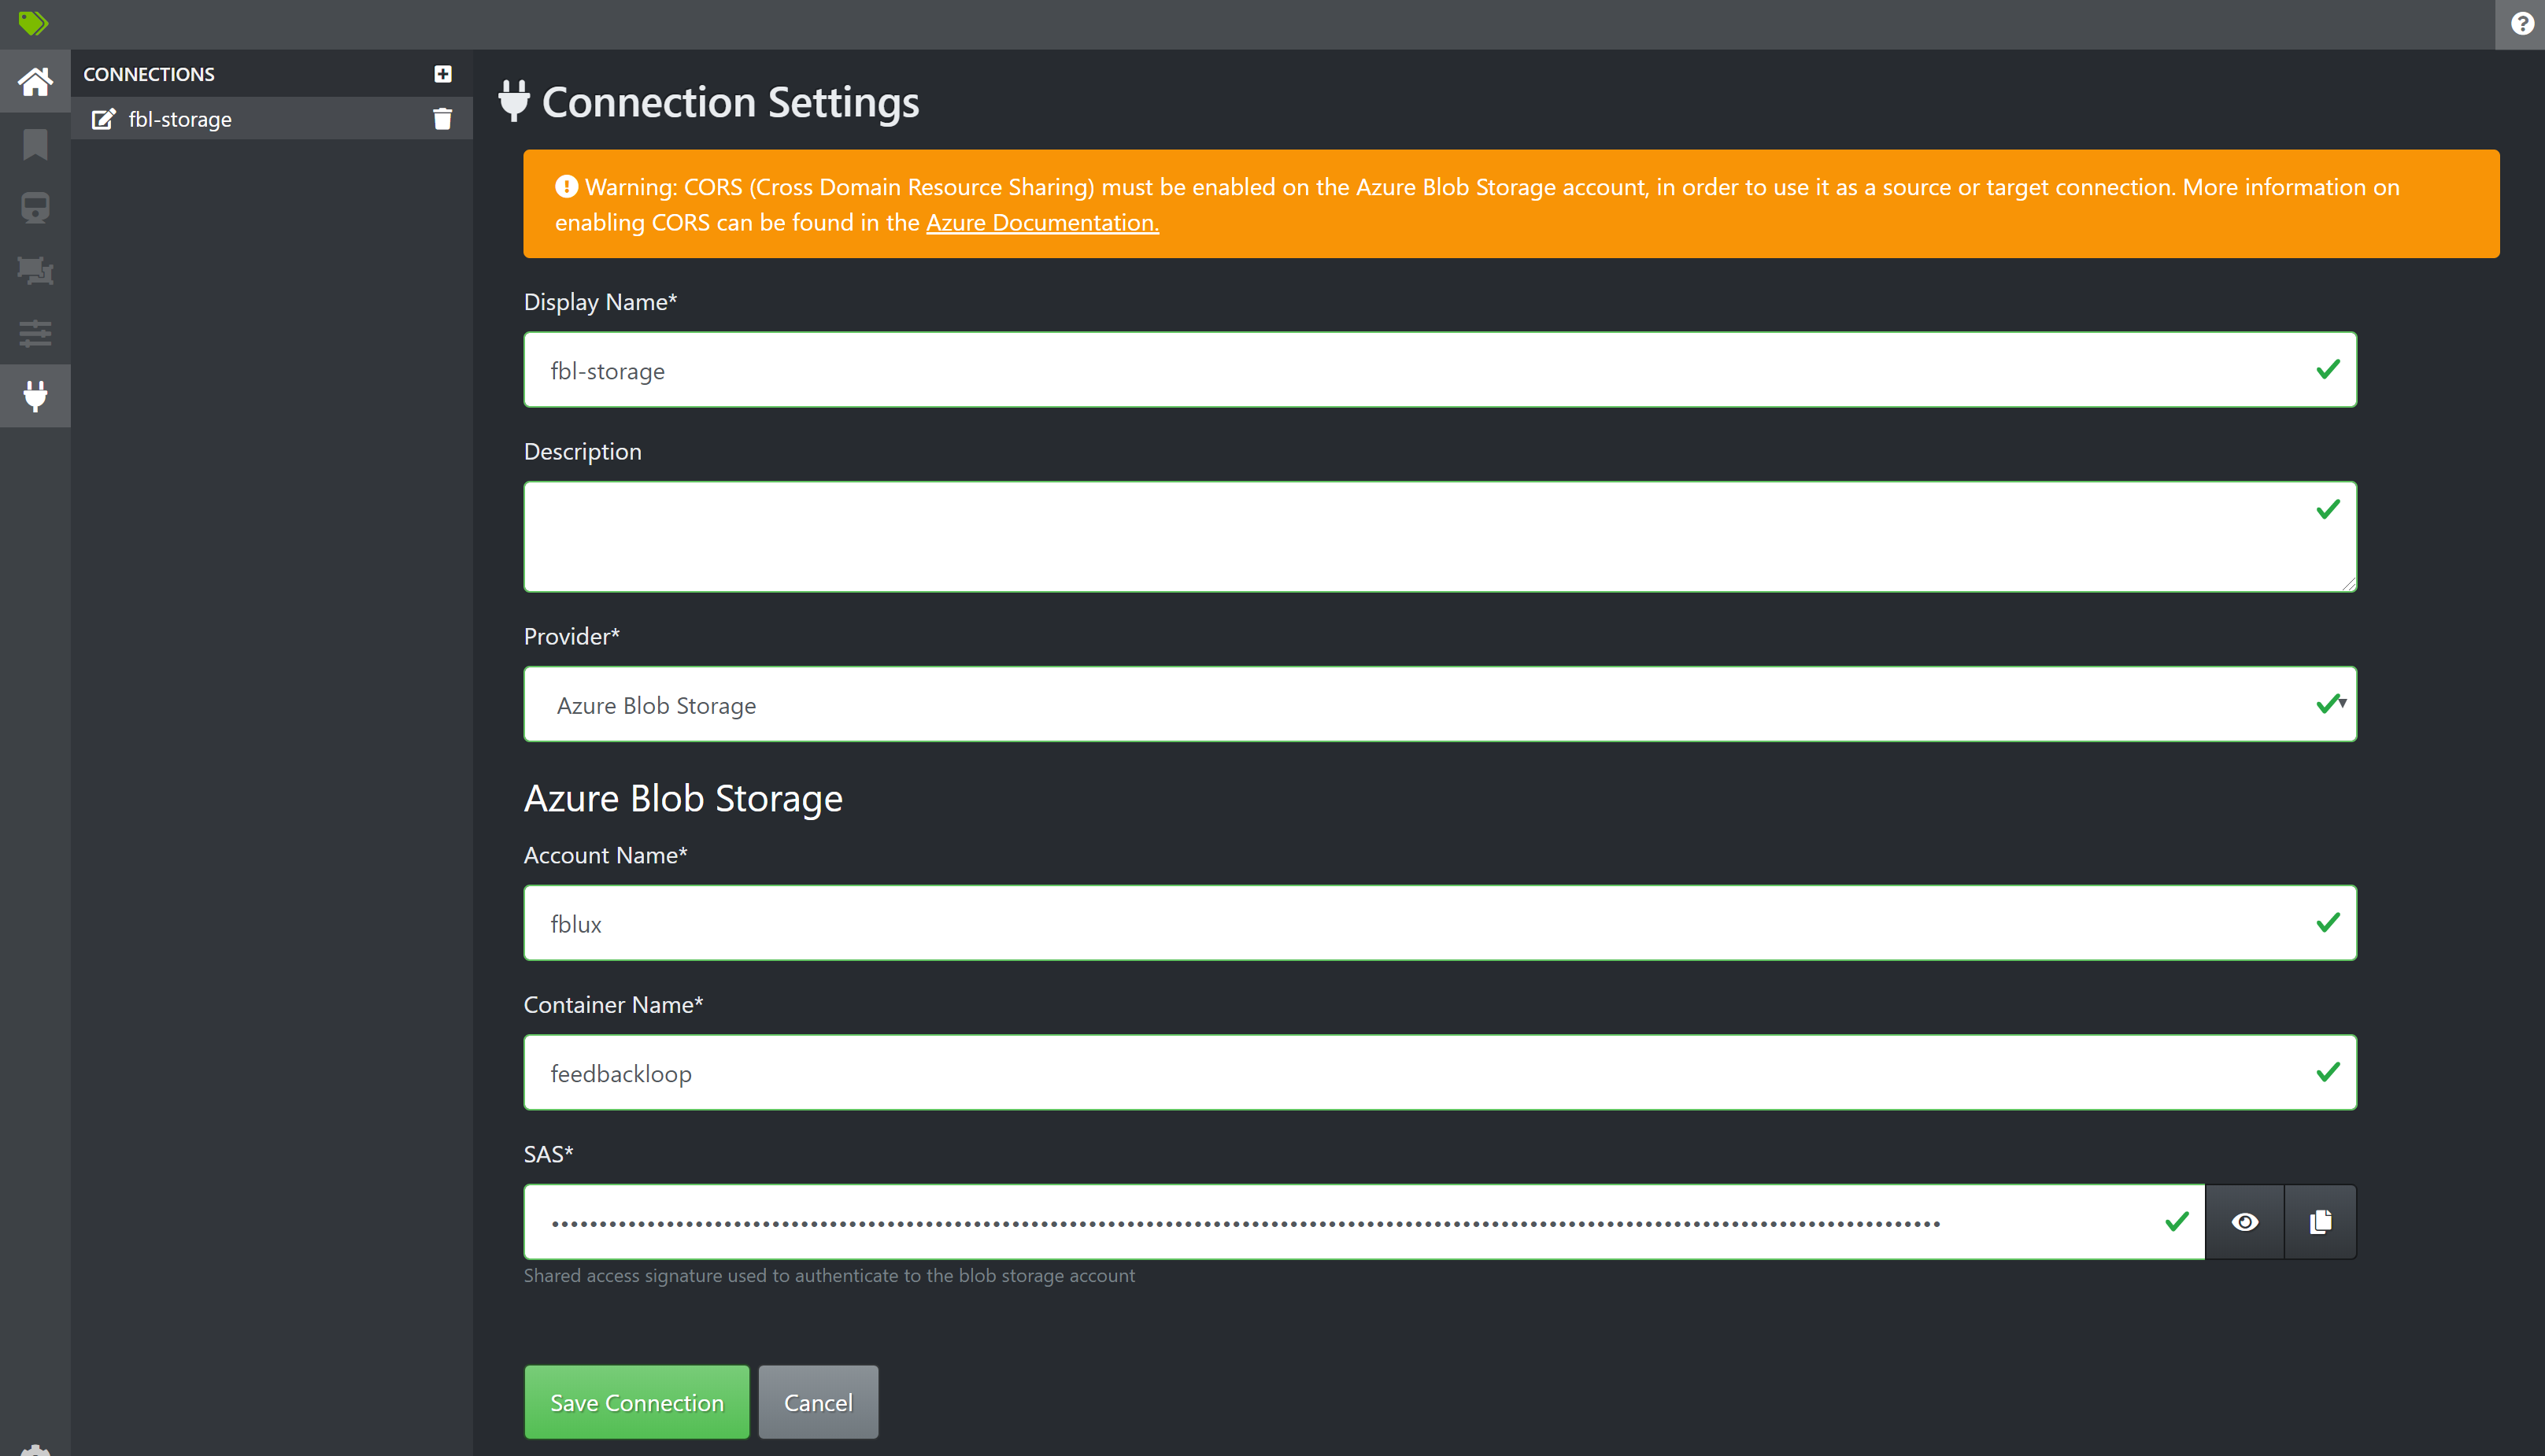 CONNECTIONS
fbl-storage
Connection Settings
Warning: CORS (Cross Domain Resource Sharing) must be enabled on the Azure Blob Storage account, in order to use it as a source or target connection. More information on
enabling CORS can be found in the Azure Documentation.
Display Name*
fbl-storage
Description
Provider*
Azure Blob Storage
Azure Blob Storage
Account Name*
fblux
Container Name*
feedbackloop
SAS*
Shared access signature used to authenticate to the blob storage account
Save Connection
Cancel